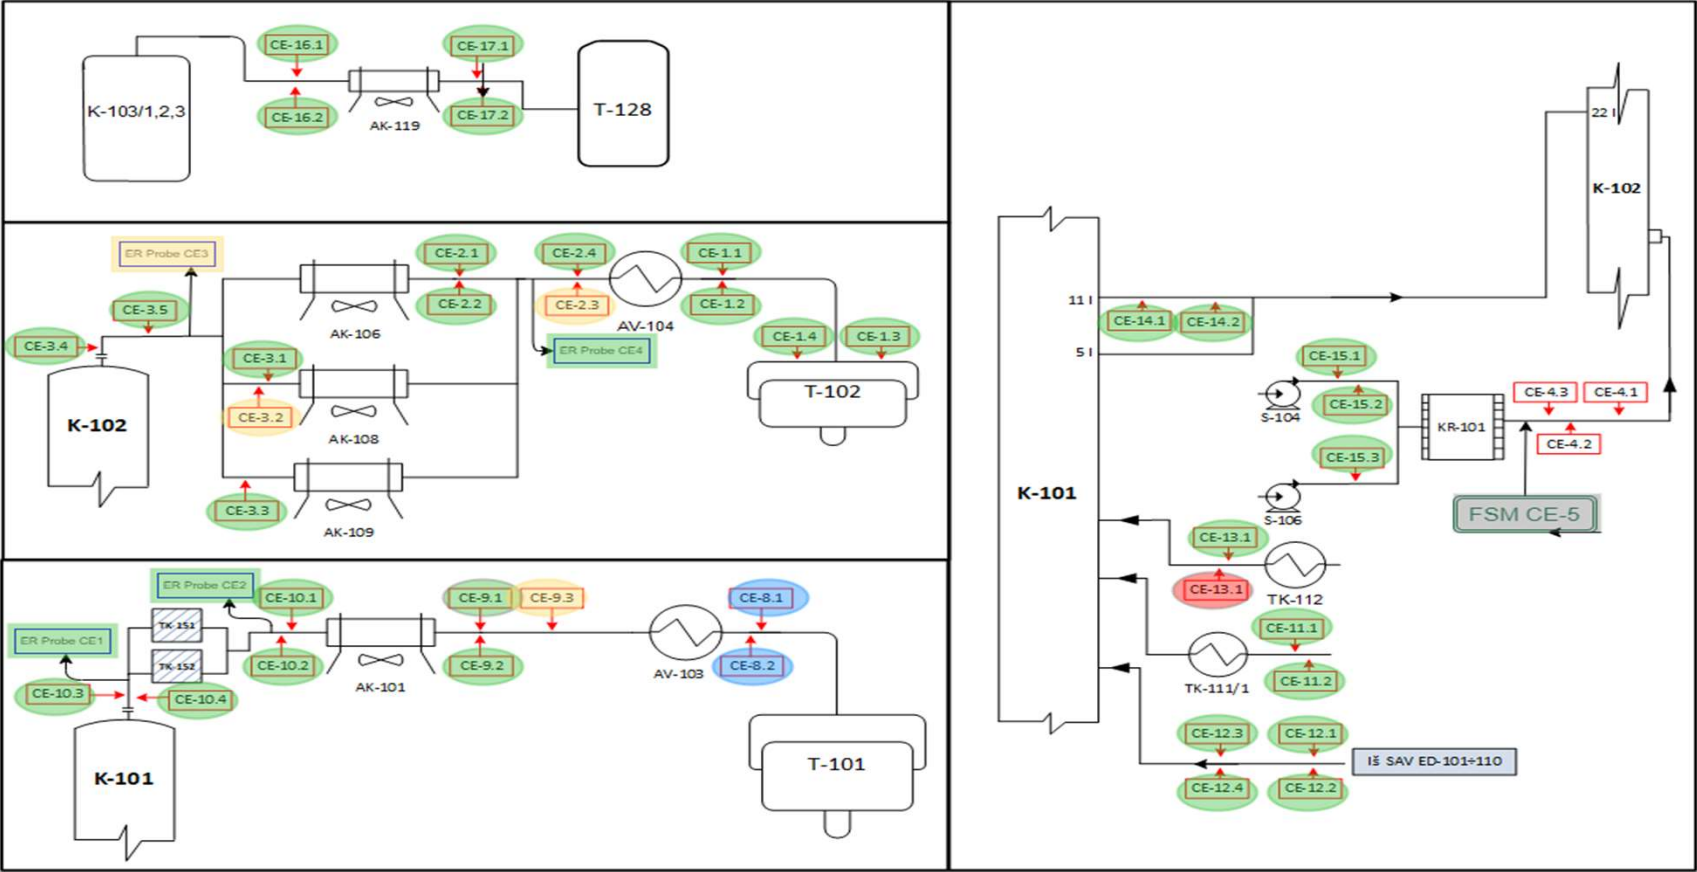 CE-16.1
CE-17.1
K-103/1,2,3
T-128
CE-16.2
CE-17.2
AK-119
ER Probe CE3
CE-2.1
CE-2.4
CE-1.1
CE-3.5
CE-2.2
CE-2.3
CE-1.2
AK-106
AV-104
CE-3.4
CE-1.4
CE-1.3
CE-3.1
ER Probe CE4
T-102
CE-3.2
K-102
AK-108
CE-3.3
AK-109
ER Probe CE2
CE-10.1
CE-9.1
CE-9.3
CE-8.1
TK-151
ER Probe CE1
TK-152
CE-10.2
CE-9.2
CE-8.2
AV-103
AK-101
CE-10.3
CE-10.4
T-101
K-101
22 l
K-102
11 l
CE-14.1
CE-14.2
5 l
CE-15.1
CE-4.3
CE-4.1
CE-15.2
S-104
KR-101
CE-4.2
CE-15.3
K-101
S-106
FSM CE-5
CE-13.1
CE-13.1
TK-112
CE-11.1
CE-11.2
TK-111/1
CE-12.3
CE-12.1
Iš SAV ED-101÷110
CE-12.4
CE-12.2